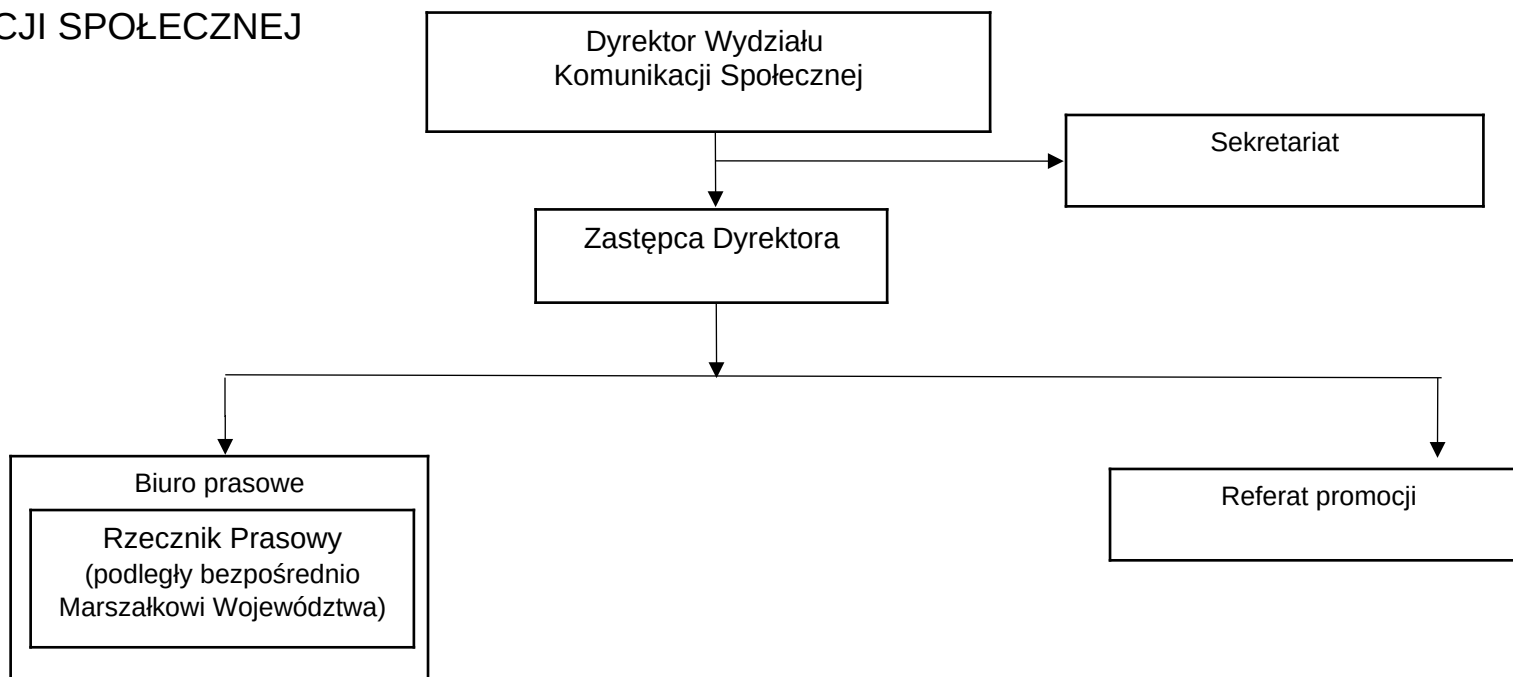 CJI SPOŁECZNEJ
Dyrektor Wydziału
Komunikacji Społecznej
Sekretariat
Zastępca Dyrektora
Biuro prasowe
Rzecznik Prasowy
(podległy bezpośrednio
Marszałkowi Województwa)
Referat promocji